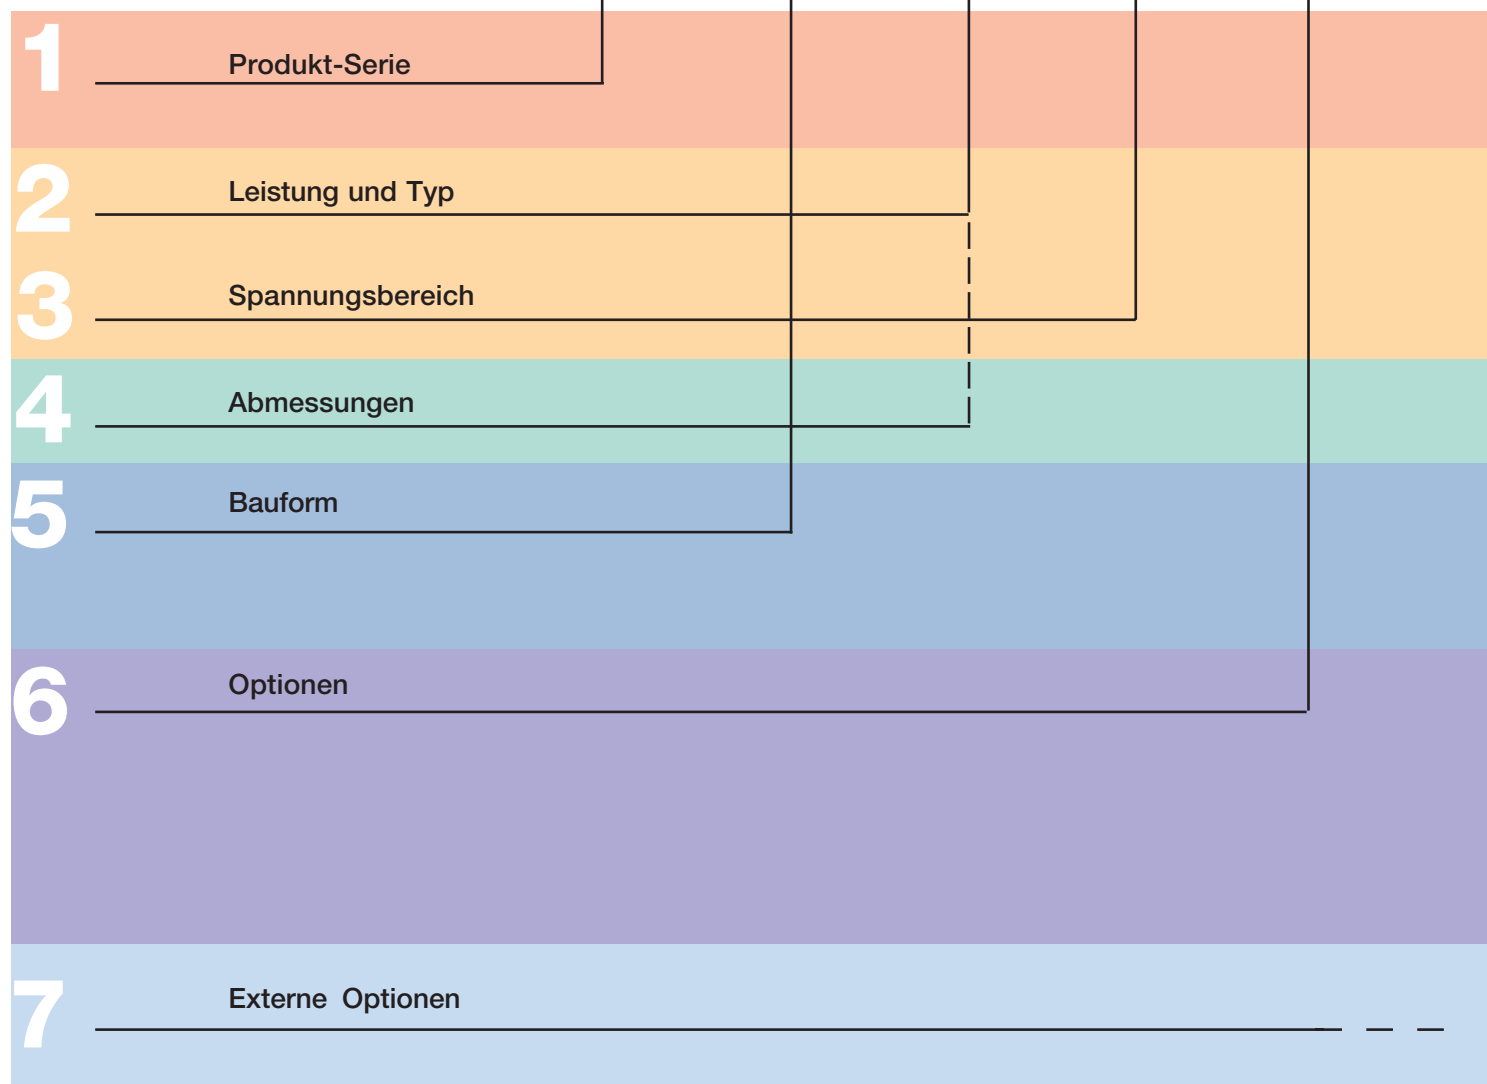 1
Produkt-Serie
2
Leistung und Typ
3
Spannungsbereich
4
Abmessungen
5
Bauform
6
Optionen
7
Externe Optionen